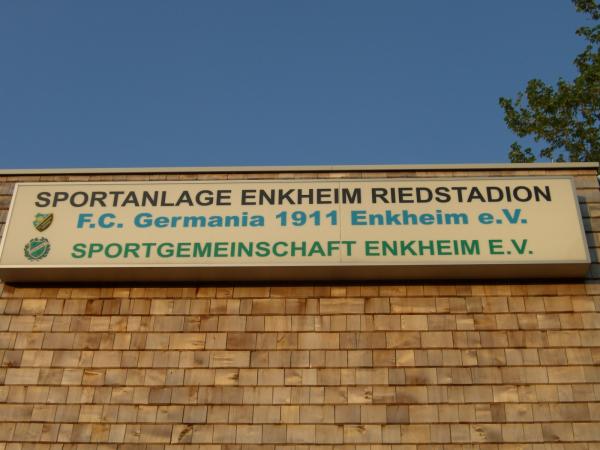 SPORTANLAGE ENKHEIM RIEDSTADION
F.C. Germania 1911 Enkheim e.V.
SPORTGEMEINSCHAFT ENKHEIM E.V.